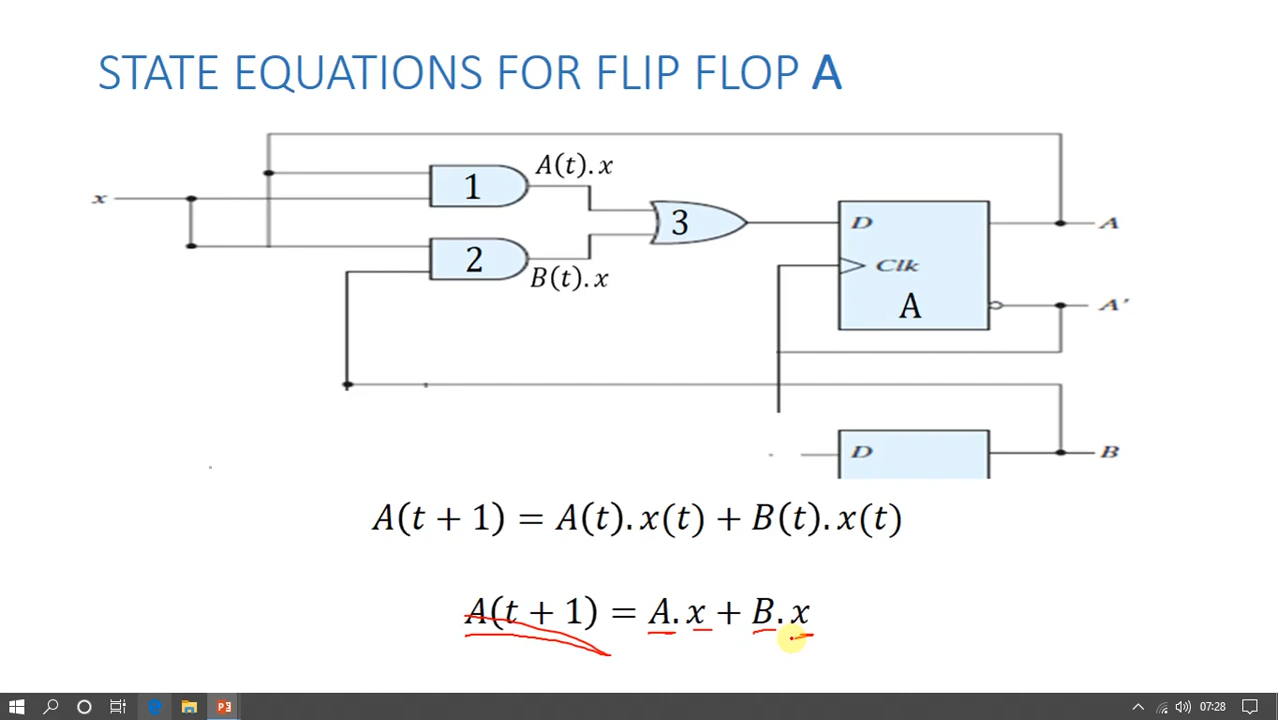 STATE EQUATIONS FOR FLIP FLOP A
A(t).x
x
1
3
D
A
2
Clk
B(t).x
A
A'
D
B
A(t + 1) = A(t).x(t) + B(t).x(t)
A(t + 1) = A.x + B.x
07:28